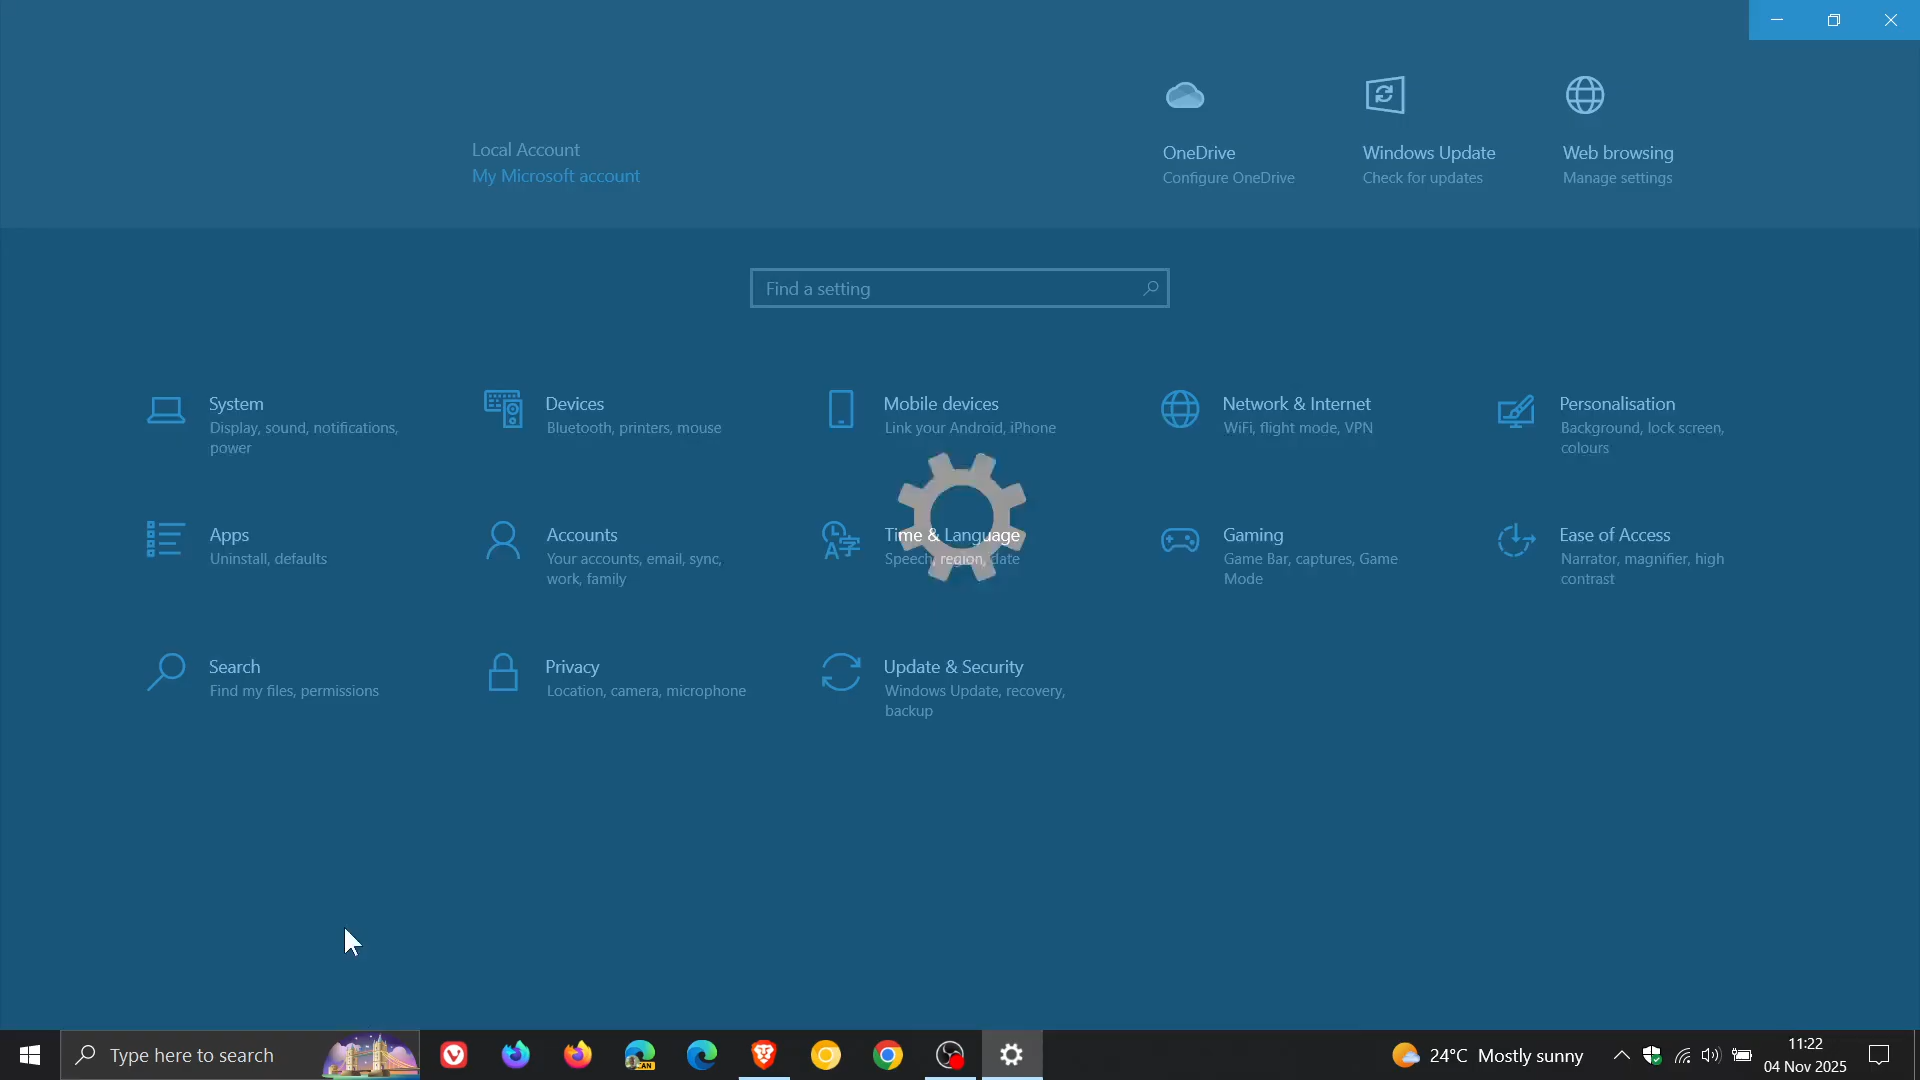 Local Account
My Microsoft account
OneDrive
Configure OneDrive
Windows Update
Check for updates
Web browsing
Manage settings
Find a setting
System
Display, sound, notifications,
power
Devices
Bluetooth, printers, mouse
Mobile devices
Link your Android, iPhone
Network & Internet
WiFi, flight mode, VPN
Personalisation
Background, lock screen,
colours
Apps
Uninstall, defaults
Accounts
Your accounts, email, sync,
work, family
Time & Language
Speech, region, date
Gaming
Game Bar, captures, Game
Mode
Ease of Access
Narrator, magnifier, high
contrast
Search
Find my files, permissions
Privacy
Location, camera, microphone
Update & Security
Windows Update, recovery,
backup
Type here to search
CAN
24°C Mostly sunny
11:22
04 Nov 2025